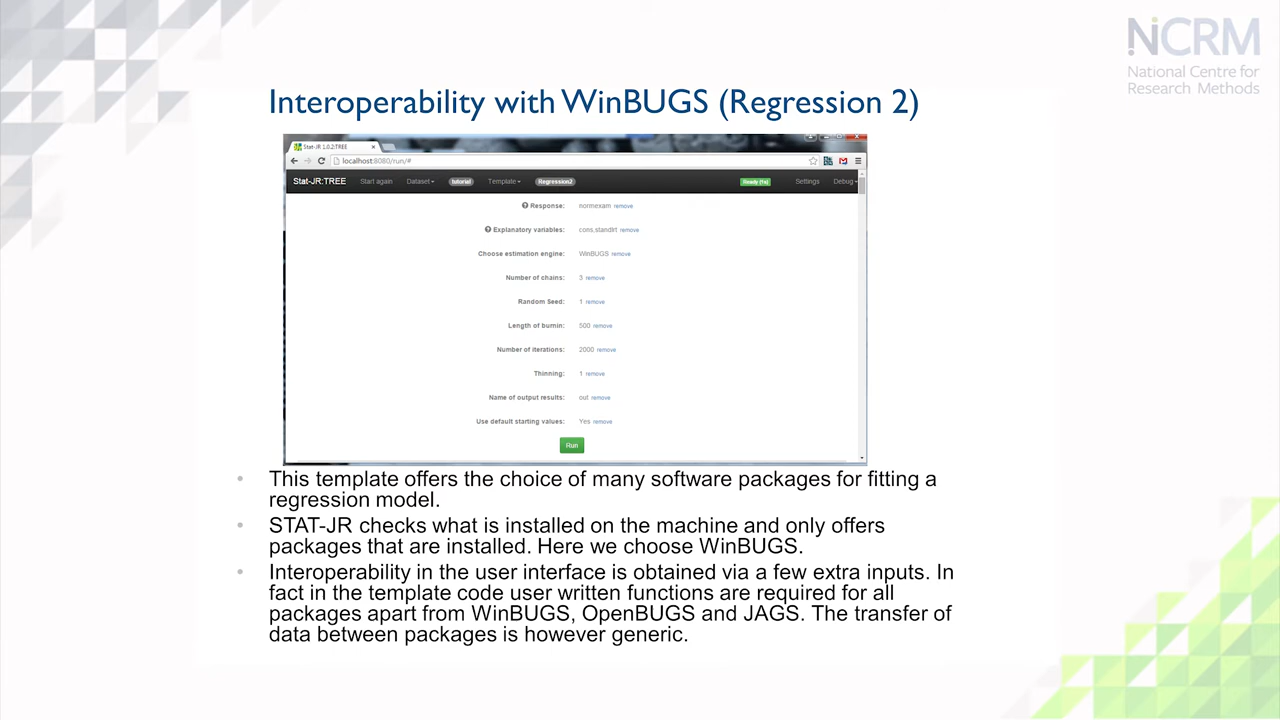 NCRM
National Centre for
Research Methods
Interoperability with WinBUGS (Regression 2)
Stat-JR 1.0.2:TREE
localhost:8080/run/#
Stat-JR:TREE Start again Dataset tutorial Template Regression2 Ready (1s) Settings Debug
Response: normexam remove
Explanatory variables: cons,standlrt remove
Choose estimation engine: WinBUGS remove
Number of chains: 3 remove
Random Seed: 1 remove
Length of burnin: 500 remove
Number of iterations: 2000 remove
Thinning: 1 remove
Name of output results: out remove
Use default starting values: Yes remove
Run
• This template offers the choice of many software packages for fitting a
regression model.
• STAT-JR checks what is installed on the machine and only offers
packages that are installed. Here we choose WinBUGS.
• Interoperability in the user interface is obtained via a few extra inputs. In
fact in the template code user written functions are required for all
packages apart from WinBUGS, OpenBUGS and JAGS. The transfer of
data between packages is however generic.